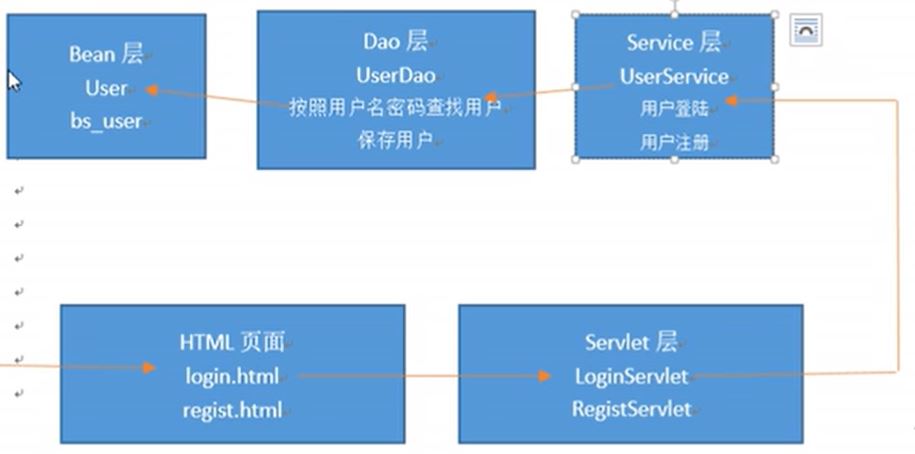 Bean 层
User
bs_user
Dao 层
UserDao
按照用户名密码查找用户
保存用户
Service 层
UserService
用户登陆
用户注册
HTML 页面
login.html
regist.html
Servlet 层
LoginServlet
RegistServlet